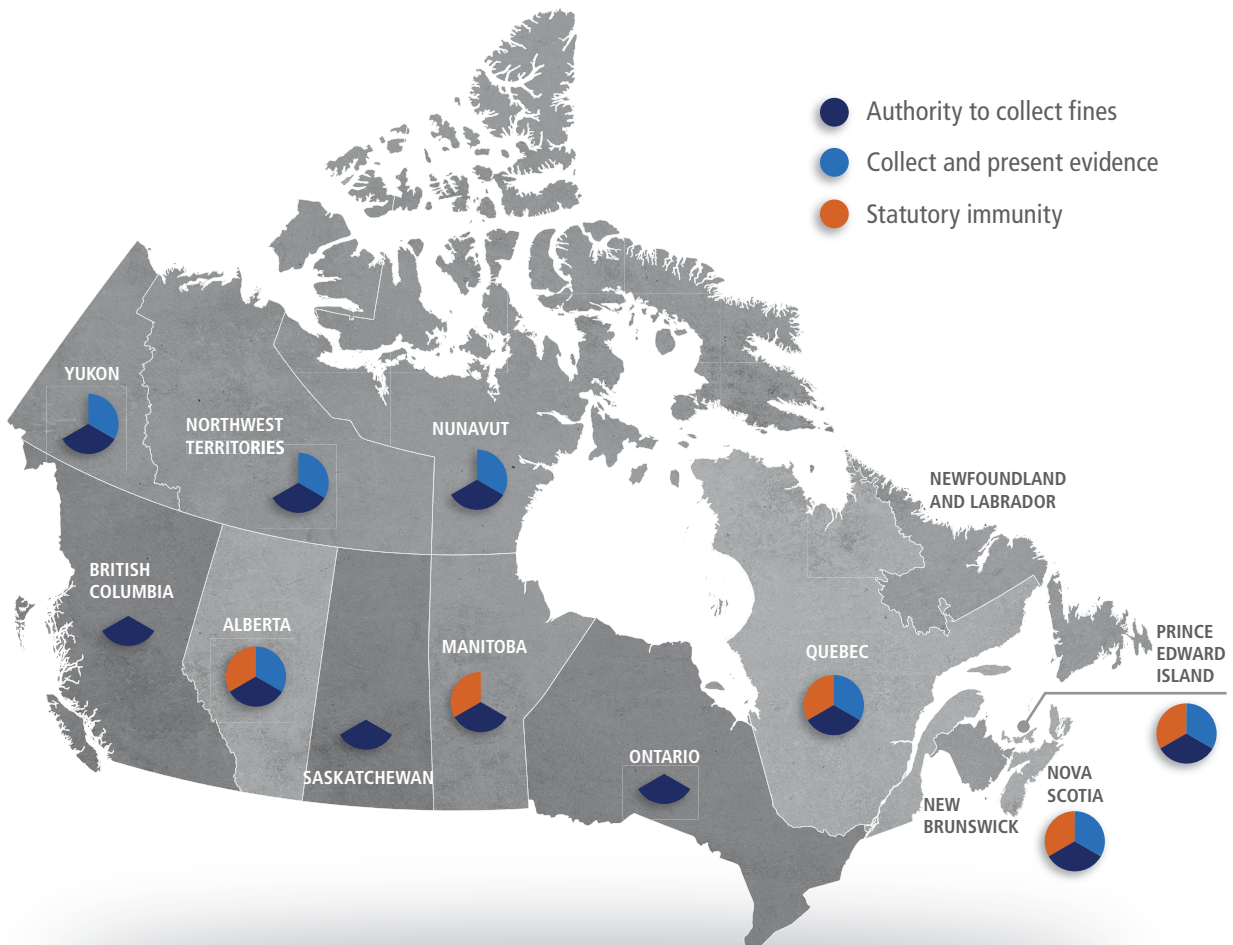 Authority to collect fines
Collect and present evidence
Statutory immunity
YUKON
NORTHWEST
TERRITORIES
NUNAVUT
NEWFOUNDLAND
AND LABRADOR
BRITISH
COLUMBIA
ALBERTA
MANITOBA
QUEBEC
PRINCE
EDWARD
ISLAND
SASKATCHEWAN
ONTARIO
NOVA
SCOTIA
NEW
BRUNSWICK